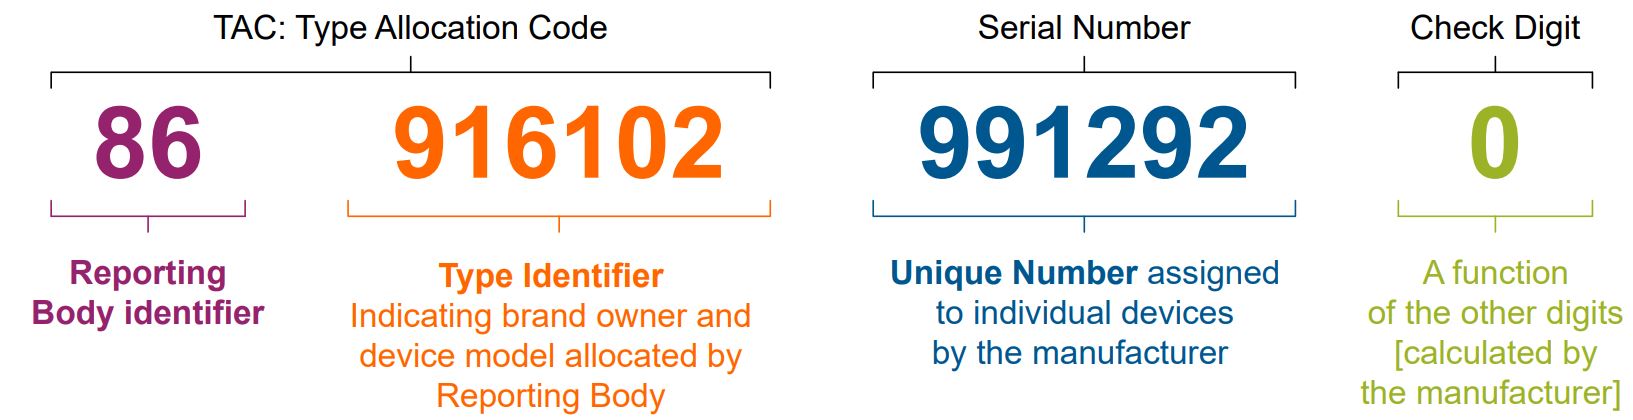 TAC: Type Allocation Code
Serial Number
Check Digit
86
916102
991292
0
Reporting
Body identifier
Type Identifier
Indicating brand owner and
device model allocated by
Reporting Body
Unique Number assigned
to individual devices
by the manufacturer
A function
of the other digits
[calculated by
the manufacturer]